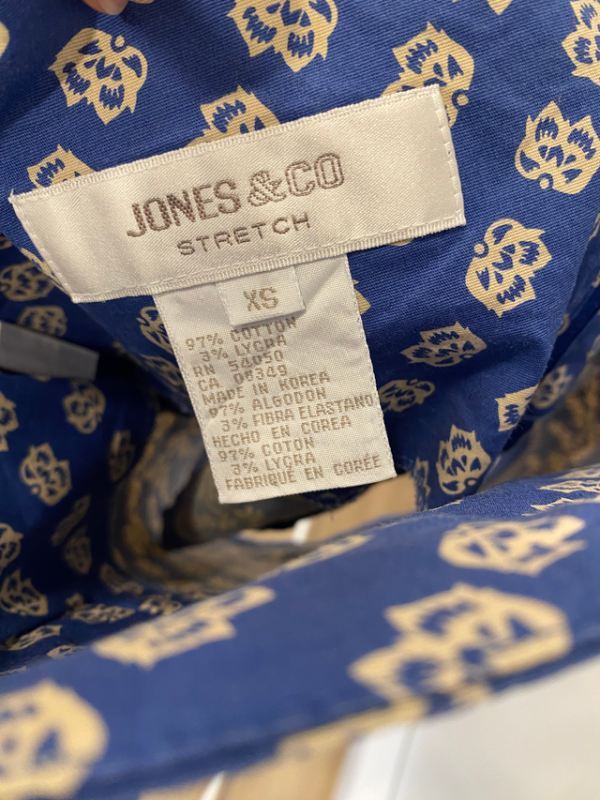 JONES &CO
STRETCH
XS
97% COTTON
3% LYCRA
RN 54050
CA 06349
MADE IN KOREA
97% ALGODON
3% FIBRA ELASTANO
HECHO EN COREA
97% COTON
3% LYCRA
FABRIQUÉ EN CORÉE